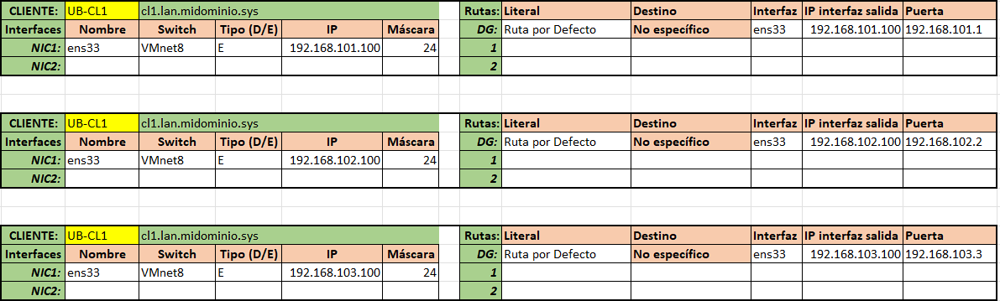 CLIENTE: UB-CL1 cl1.lan.midominio.sys Rutas: Literal Destino Interfaz IP interfaz salida Puerta
Interfaces Nombre Switch Tipo (D/E) IP Máscara DG: Ruta por Defecto No específico ens33 192.168.101.100 192.168.101.1
NIC1: ens33 VMnet8 E 192.168.101.100 24 1
NIC2: 2
CLIENTE: UB-CL1 cl1.lan.midominio.sys Rutas: Literal Destino Interfaz IP interfaz salida Puerta
Interfaces Nombre Switch Tipo (D/E) IP Máscara DG: Ruta por Defecto No específico ens33 192.168.102.100 192.168.102.2
NIC1: ens33 VMnet8 E 192.168.102.100 24 1
NIC2: 2
CLIENTE: UB-CL1 cl1.lan.midominio.sys Rutas: Literal Destino Interfaz IP interfaz salida Puerta
Interfaces Nombre Switch Tipo (D/E) IP Máscara DG: Ruta por Defecto No específico ens33 192.168.103.100 192.168.103.3
NIC1: ens33 VMnet8 E 192.168.103.100 24 1
NIC2: 2